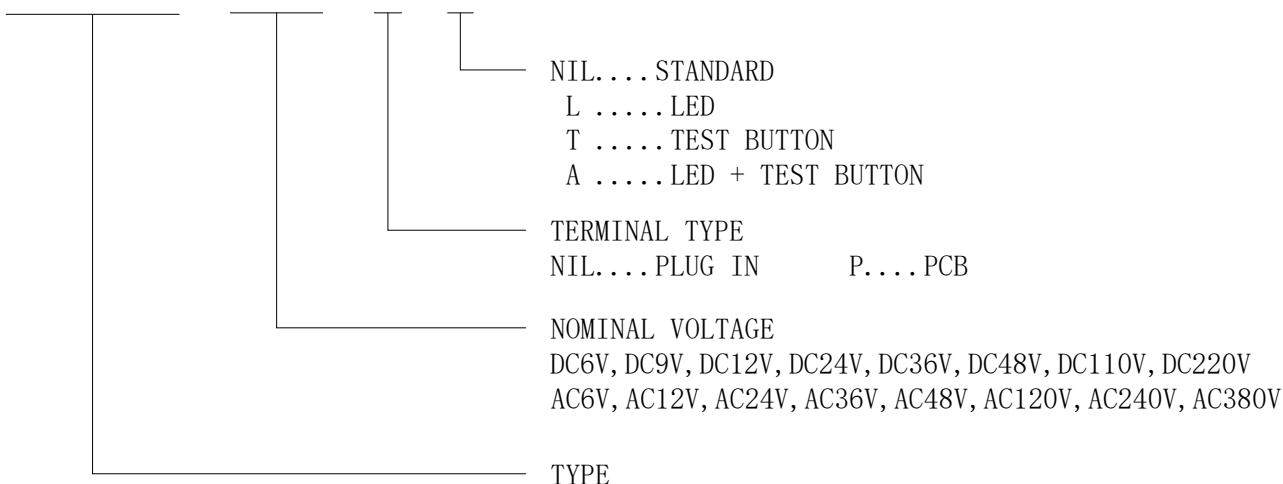 NIL....STANDARD
L .....LED
T .....TEST BUTTON
A .....LED + TEST BUTTON
TERMINAL TYPE
NIL....PLUG IN P....PCB
NOMINAL VOLTAGE
DC6V,DC9V,DC12V,DC24V,DC36V,DC48V,DC110V,DC220V
AC6V,AC12V,AC24V,AC36V,AC48V,AC120V,AC240V,AC380V
TYPE